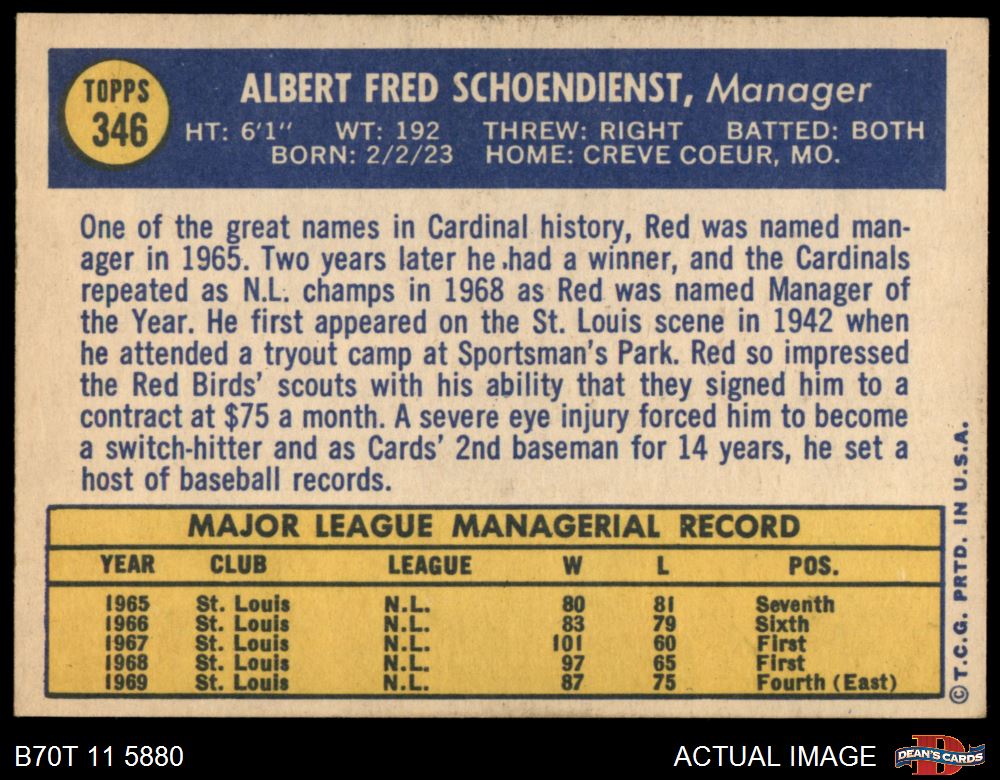 TOPPS
346
ALBERT FRED SCHOENDIENST, Manager
HT: 6'1" WT: 192 THREW: RIGHT BATTED: BOTH
BORN: 2/2/23 HOME: CREVE COEUR, MO.
One of the great names in Cardinal history, Red was named man-
ager in 1965. Two years later he .had a winner, and the Cardinals
repeated as N.L. champs in 1968 as Red was named Manager of
the Year. He first appeared on the St. Louis scene in 1942 when
he attended a tryout camp at Sportsman's Park. Red so impressed
the Red Birds' scouts with his ability that they signed him to a
contract at $75 a month. A severe eye injury forced him to become
a switch-hitter and as Cards' 2nd baseman for 14 years, he set a
host of baseball records.
MAJOR LEAGUE MANAGERIAL RECORD
YEAR CLUB LEAGUE W L POS.
1965 St. Louis N.L. 80 81 Seventh
1966 St. Louis N.L. 83 79 Sixth
1967 St. Louis N.L. 101 60 First
1968 St. Louis N.L. 97 65 First
1969 St. Louis N.L. 87 75 Fourth (East)
© T.C.G. PRTD. IN U.S.A.
B70T 11 5880
ACTUAL IMAGE
DEAN'S CARDS